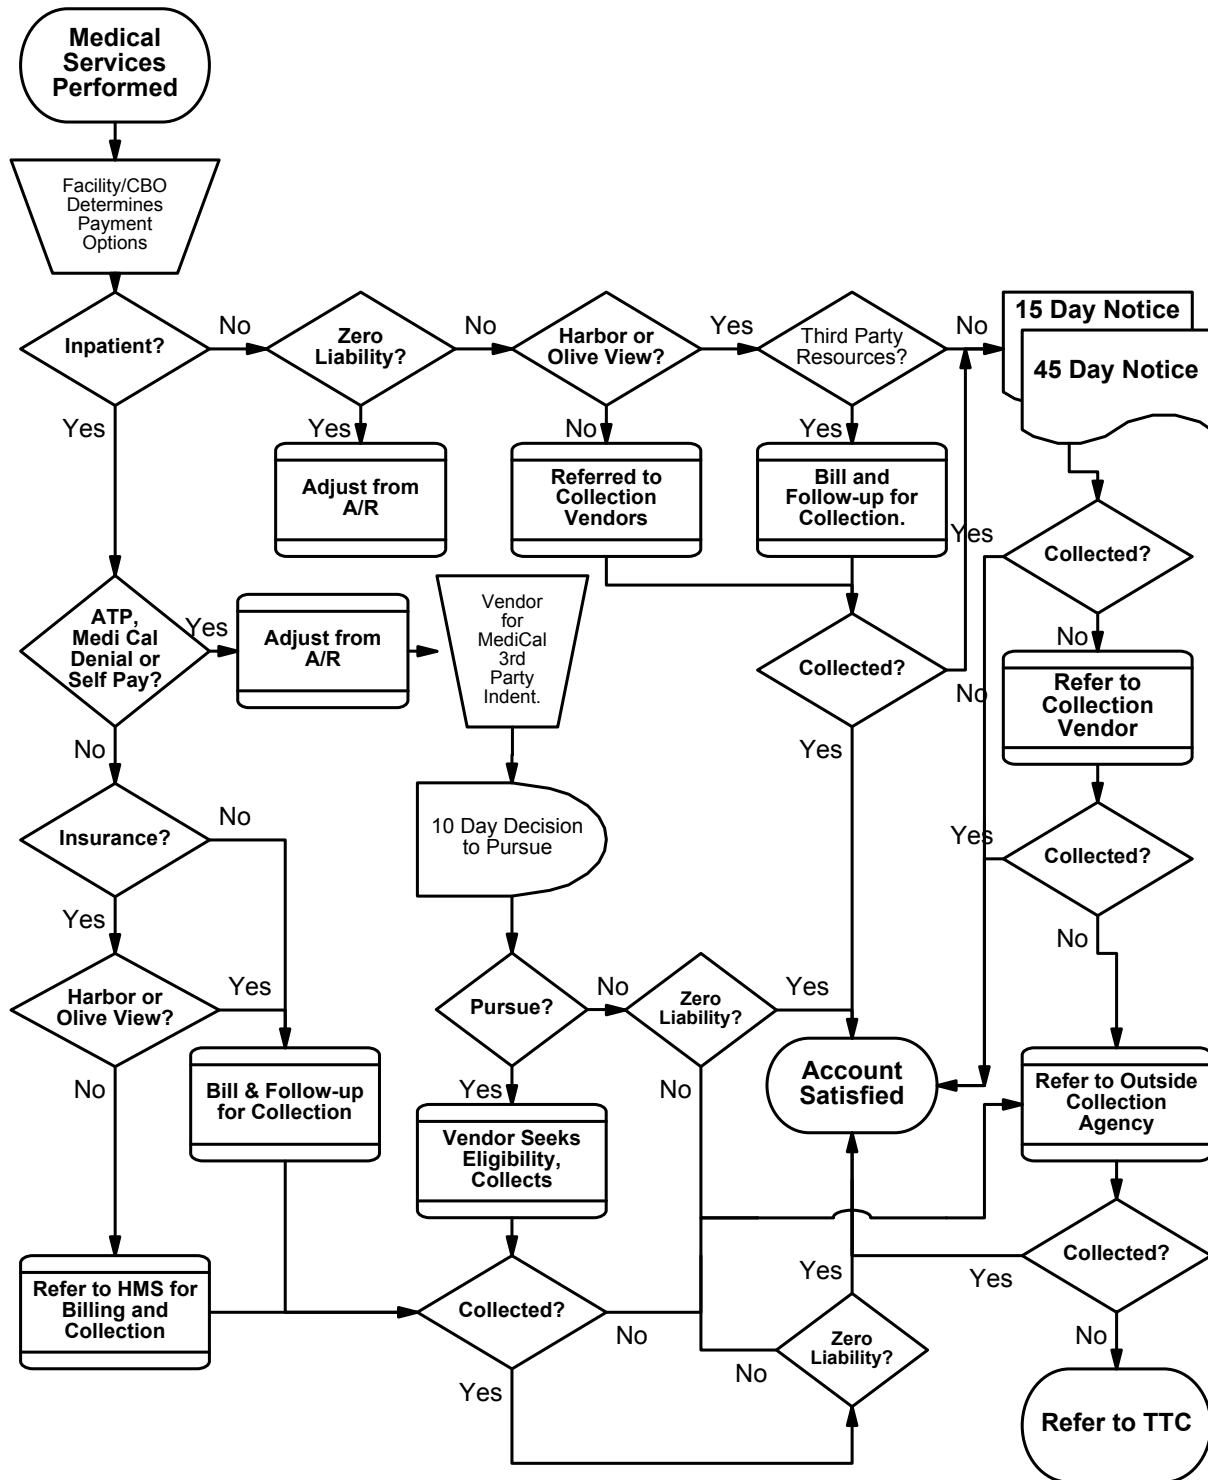 Medical
Services
Performed
Facility/CBO
Determines
Payment
Options
Inpatient?
No
Zero
Liability?
No
Harbor or
Olive View?
Yes
Third Party
Resources?
No
15 Day Notice
45 Day Notice
Yes
Yes
Adjust from
A/R
No
Referred to
Collection
Vendors
Yes
Bill and
Follow-up for
Collection.
Yes
Collected?
No
ATP,
Medi Cal
Denial or
Self Pay?
Yes
Adjust from
A/R
Vendor
for
MediCal
3rd
Party
Indent.
Collected?
No
Yes
Refer to
Collection
Vendor
No
Insurance?
No
10 Day Decision
to Pursue
Yes
Collected?
No
Yes
Harbor or
Olive View?
Yes
Pursue?
No
Zero
Liability?
Yes
No
Bill & Follow-up
for Collection
Yes
Vendor Seeks
Eligibility,
Collects
No
Account
Satisfied
Refer to Outside
Collection
Agency
Refer to HMS for
Billing and
Collection
Collected?
No
Yes
Yes
Zero
Liability?
No
Yes
Collected?
No
Refer to TTC